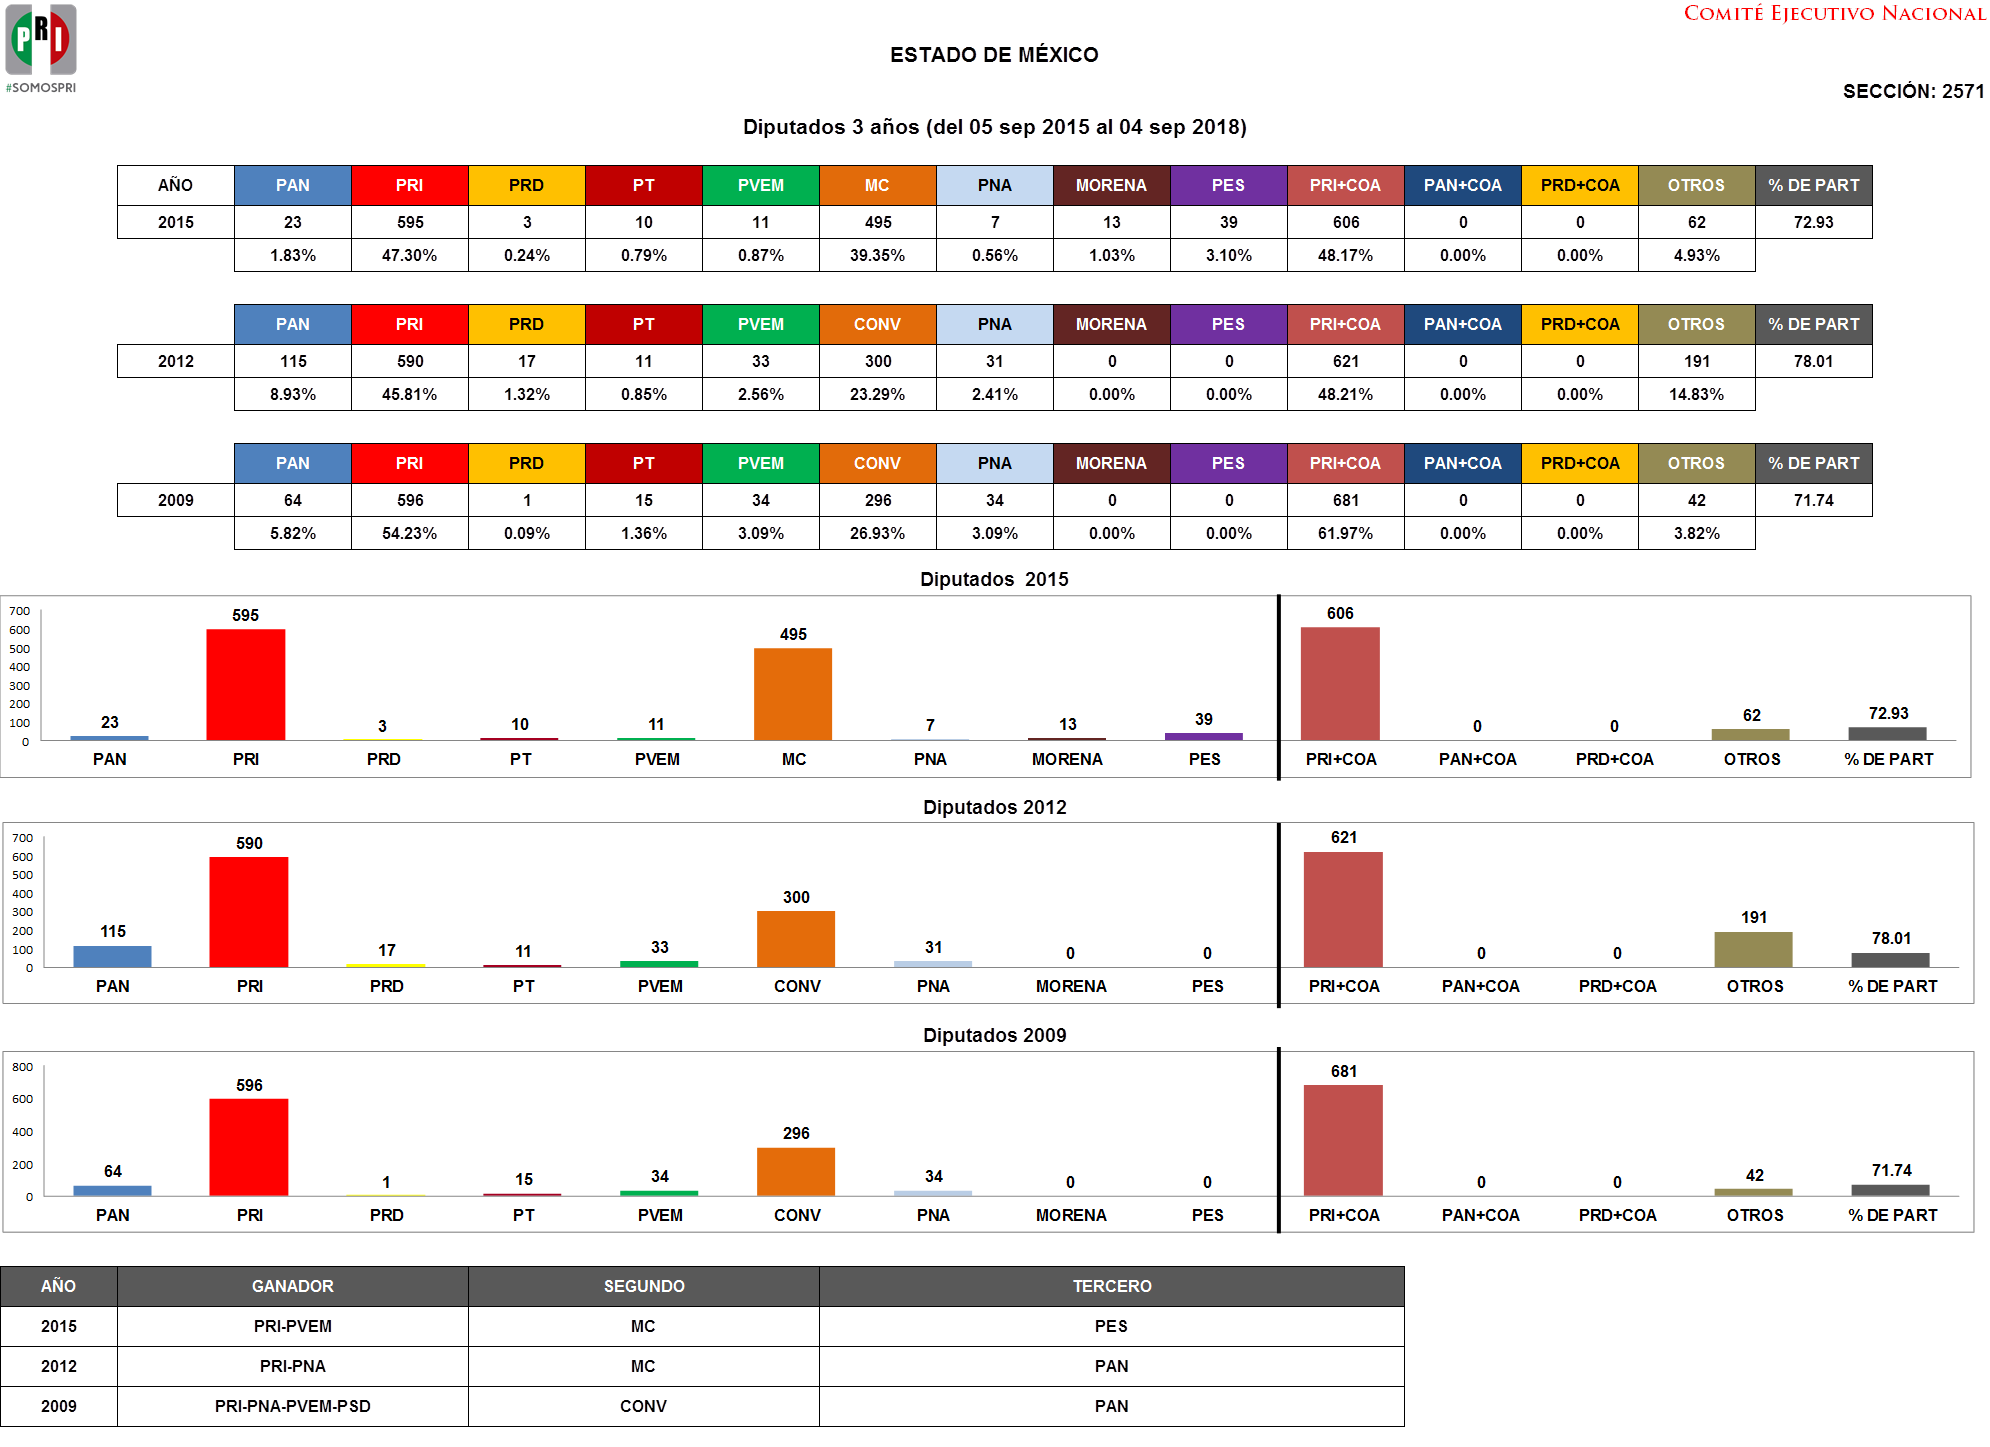 PRI
#SOMOSPRI
COMITÉ EJECUTIVO NACIONAL
ESTADO DE MÉXICO
SECCIÓN: 2571
Diputados 3 años (del 05 sep 2015 al 04 sep 2018)
AÑO PAN PRI PRD PT PVEM MC PNA MORENA PES PRI+COA PAN+COA PRD+COA OTROS % DE PART
2015 23 595 3 10 11 495 7 13 39 606 0 0 62 72.93
1.83% 47.30% 0.24% 0.79% 0.87% 39.35% 0.56% 1.03% 3.10% 48.17% 0.00% 0.00% 4.93%
PAN PRI PRD PT PVEM CONV PNA MORENA PES PRI+COA PAN+COA PRD+COA OTROS % DE PART
2012 115 590 17 11 33 300 31 0 0 621 0 0 191 78.01
8.93% 45.81% 1.32% 0.85% 2.56% 23.29% 2.41% 0.00% 0.00% 48.21% 0.00% 0.00% 14.83%
PAN PRI PRD PT PVEM CONV PNA MORENA PES PRI+COA PAN+COA PRD+COA OTROS % DE PART
2009 64 596 1 15 34 296 34 0 0 681 0 0 42 71.74
5.82% 54.23% 0.09% 1.36% 3.09% 26.93% 3.09% 0.00% 0.00% 61.97% 0.00% 0.00% 3.82%
Diputados 2015
700
600
500
400
300
200
100
0
23 595 3 10 11 495 7 13 39 606 0 0 62 72.93
PAN PRI PRD PT PVEM MC PNA MORENA PES PRI+COA PAN+COA PRD+COA OTROS % DE PART
Diputados 2012
700
600
500
400
300
200
100
0
115 590 17 11 33 300 31 0 0 621 0 0 191 78.01
PAN PRI PRD PT PVEM CONV PNA MORENA PES PRI+COA PAN+COA PRD+COA OTROS % DE PART
Diputados 2009
800
600
400
200
0
64 596 1 15 34 296 34 0 0 681 0 0 42 71.74
PAN PRI PRD PT PVEM CONV PNA MORENA PES PRI+COA PAN+COA PRD+COA OTROS % DE PART
AÑO GANADOR SEGUNDO TERCERO
2015 PRI-PVEM MC PES
2012 PRI-PNA MC PAN
2009 PRI-PNA-PVEM-PSD CONV PAN